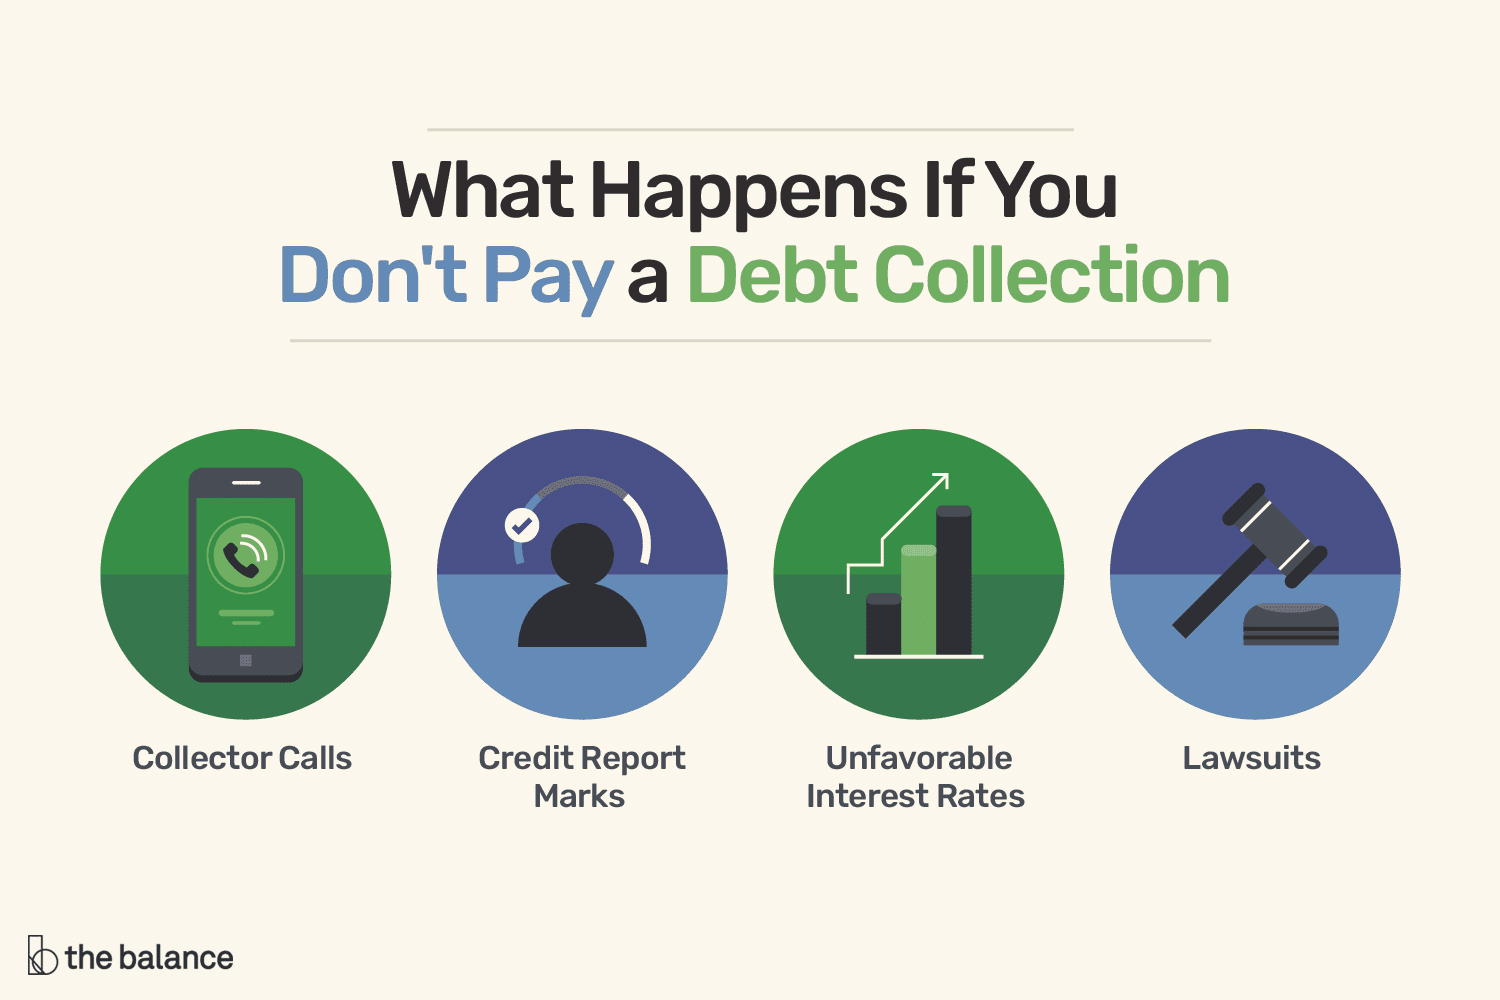 What Happens If You
Don't Pay a Debt Collection
Collector Calls
Credit Report
Marks
Unfavorable
Interest Rates
Lawsuits
the balance